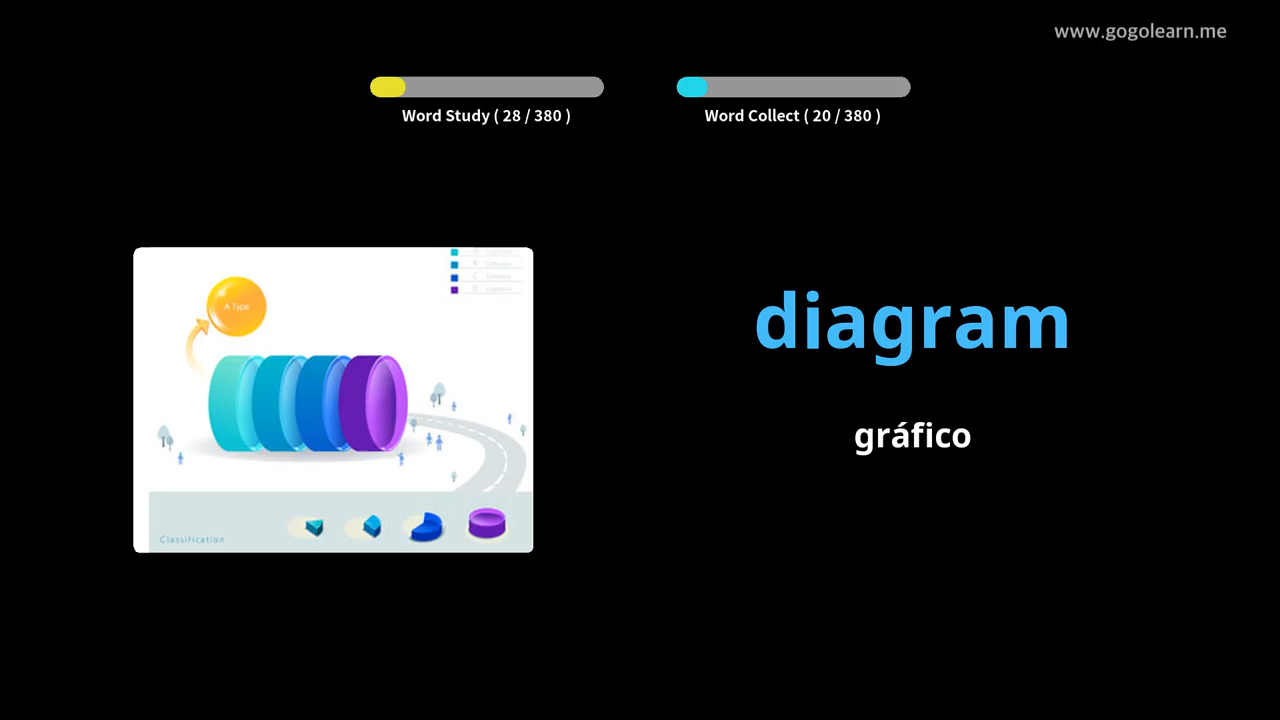 www.gogolearn.me
Word Study ( 28 / 380 )
Word Collect ( 20 / 380 )
A Type
diagram
gráfico
Classification